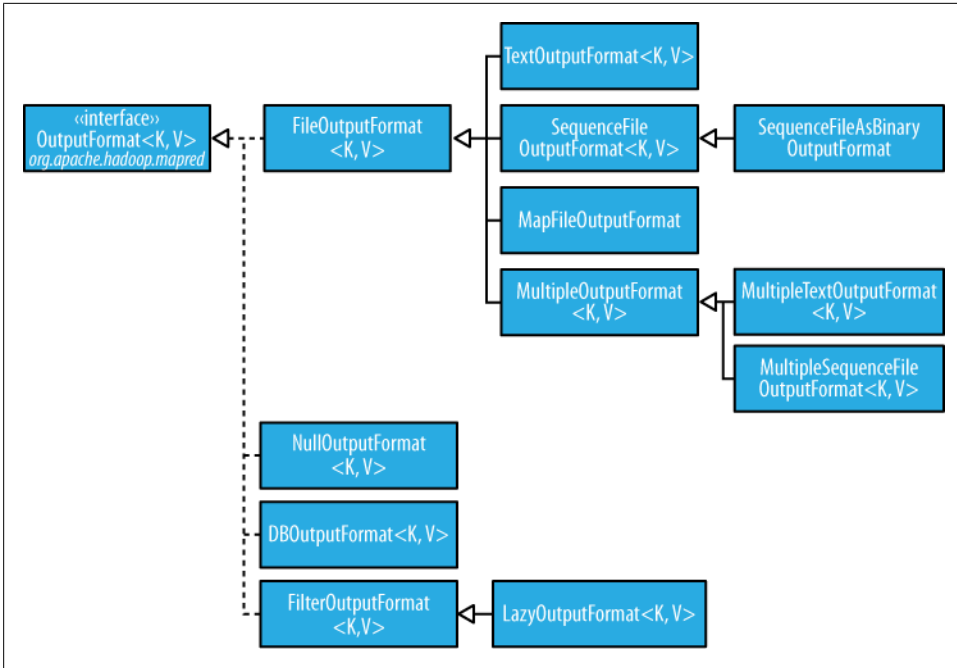 TextOutputFormat<K, V>
‹‹interface››
OutputFormat<K, V>
org.apache.hadoop.mapred
FileOutputFormat
<K, V>
SequenceFile
OutputFormat<K, V>
SequenceFileAsBinary
OutputFormat
MapFileOutputFormat
MultipleOutputFormat
<K, V>
MultipleTextOutputFormat
<K, V>
MultipleSequenceFile
OutputFormat<K, V>
NullOutputFormat
<K, V>
DBOutputFormat<K, V>
FilterOutputFormat
<K,V>
LazyOutputFormat<K, V>